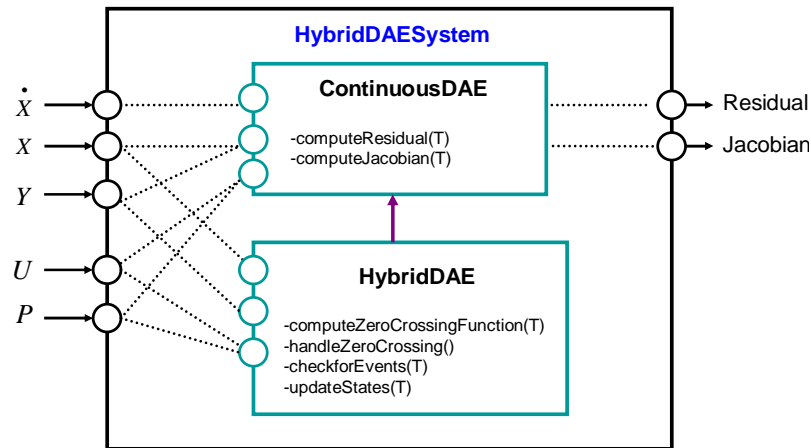 HybridDAESystem
ContinuousDAE
-computeResidual(T)
-computeJacobian(T)
Ẋ
X
Y
U
P
Residual
Jacobian
HybridDAE
-computeZeroCrossingFunction(T)
-handleZeroCrossing()
-checkforEvents(T)
-updateStates(T)